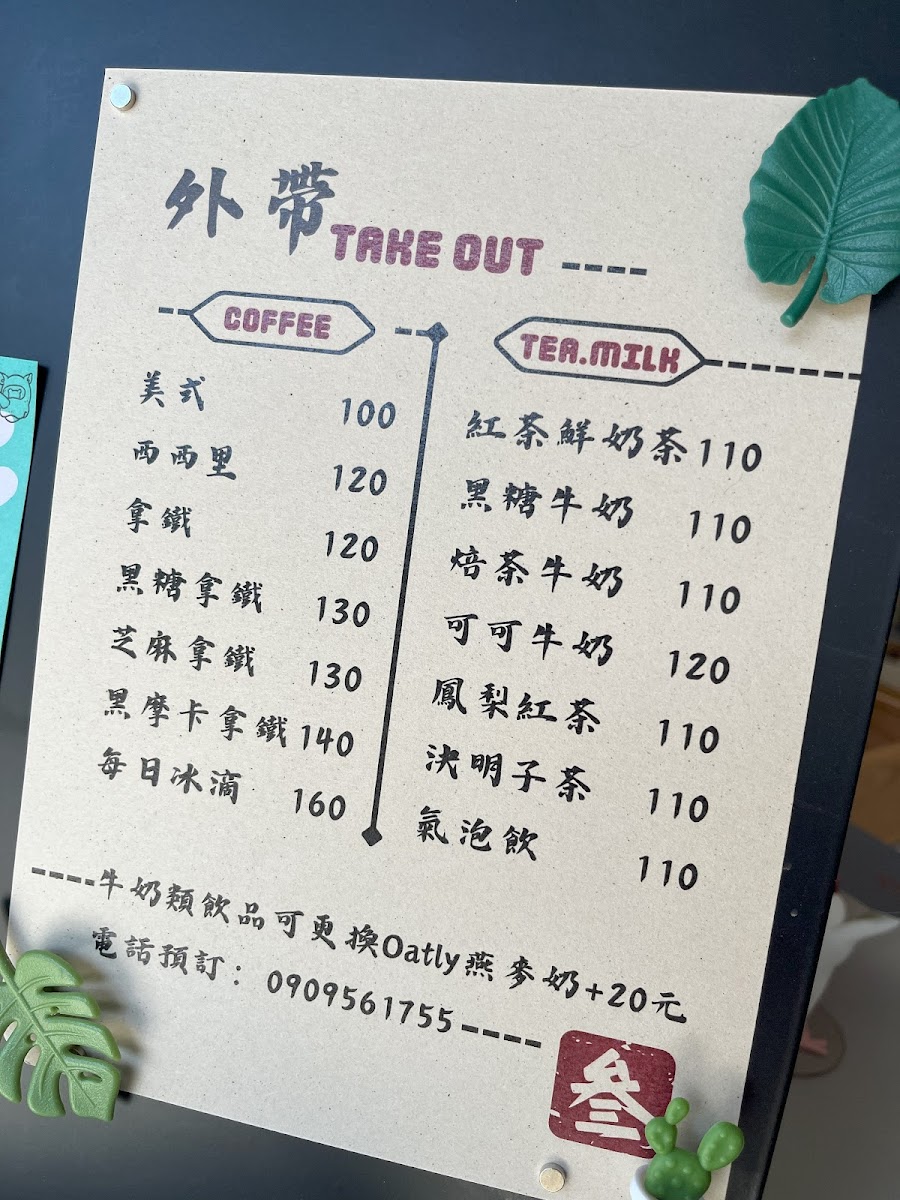 外帶
TAKE OUT
COFFEE
美式 100
西西里 120
拿鐵 120
黑糖拿鐵 130
芝麻拿鐵 130
黑摩卡拿鐵 140
每日冰滴 160
TEA.MILK
紅茶鮮奶茶 110
黑糖牛奶 110
焙茶牛奶 110
可可牛奶 120
鳳梨紅茶 110
決明子茶 110
氣泡飲 110
牛奶類飲品可更換Oatly燕麥奶+20元
電話預訂：0909561755
叁